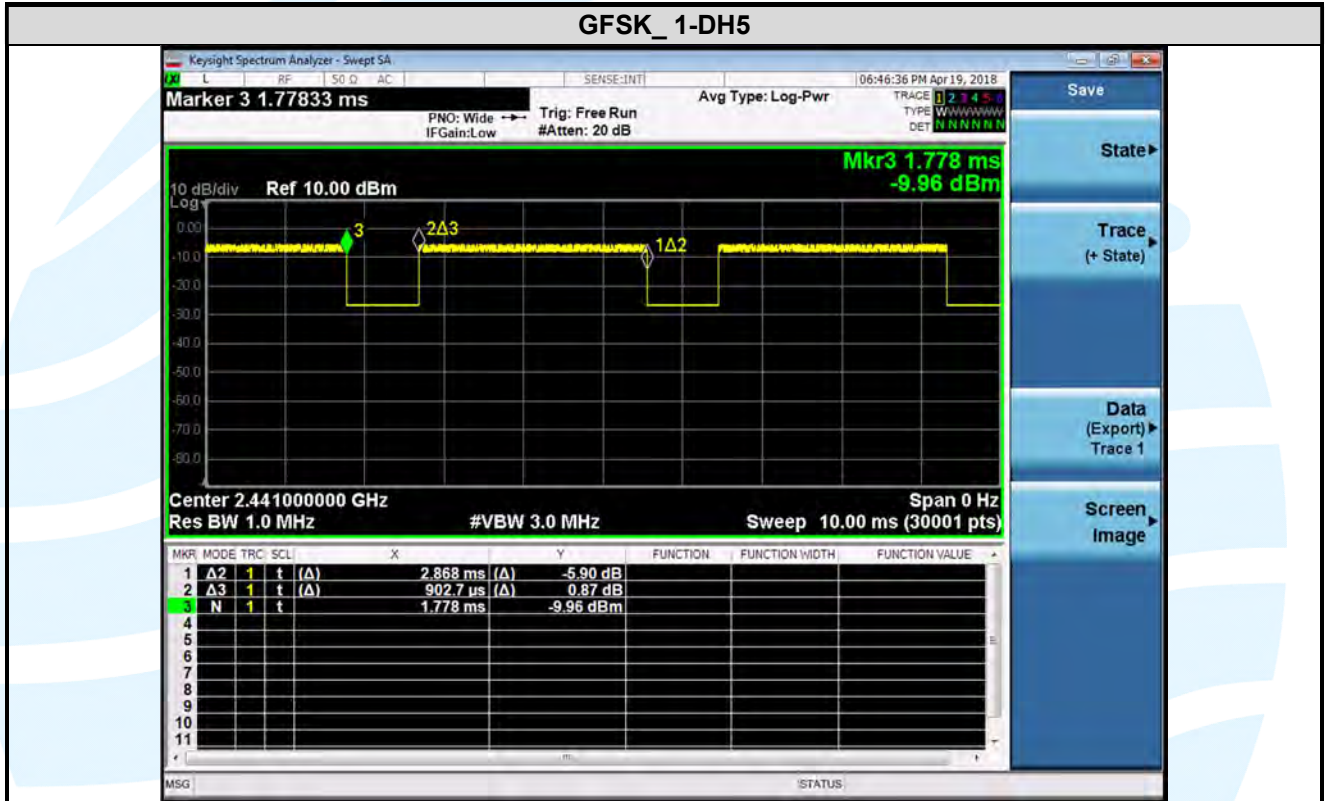 GFSK_ 1-DH5
Keysight Spectrum Analyzer - Swept SA
L RF 50 Ω AC SENSE:INT 06:46:36 PM Apr 19, 2018
Marker 3 1.77833 ms
PNO: Wide
IFGain:Low
Trig: Free Run
#Atten: 20 dB
Avg Type: Log-Pwr
TRACE 1 2 3 4 5 6
TYPE WWWWWW
DET N N N N N N
Mkr3 1.778 ms
-9.96 dBm
10 dB/div Ref 10.00 dBm
Log
0.00
-10.0
-20.0
-30.0
-40.0
-50.0
-60.0
-70.0
-80.0
3
2Δ3
1Δ2
Center 2.441000000 GHz Span 0 Hz
Res BW 1.0 MHz #VBW 3.0 MHz Sweep 10.00 ms (30001 pts)
MKR MODE TRC SCL X Y FUNCTION FUNCTION WIDTH FUNCTION VALUE
1 Δ2 1 t (Δ) 2.868 ms (Δ) -5.90 dB
2 Δ3 1 t (Δ) 902.7 µs (Δ) 0.87 dB
3 N 1 t 1.778 ms -9.96 dBm
4
5
6
7
8
9
10
11
MSG STATUS
Save
State
Trace
(+ State)
Data
(Export)
Trace 1
Screen
Image